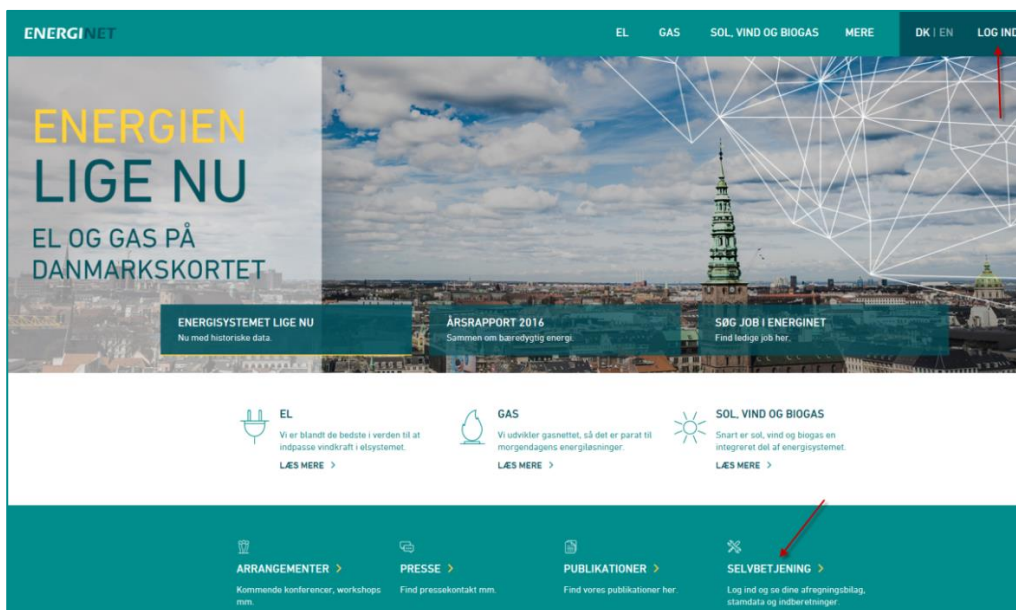 ENERGINET
EL GAS SOL, VIND OG BIOGAS MERE DK | EN LOG IND
ENERGIEN
LIGE NU
EL OG GAS PÅ
DANMARKSKORTET
ENERGISYSTEMET LIGE NU
Nu med historiske data.
ÅRSRAPPORT 2016
Sammen om bæredygtig energi.
SØG JOB I ENERGINET
Find ledige job her.
EL
Vi er blandt de bedste i verden til at
indpasse vindkraft i elsystemet.
LÆS MERE >
GAS
Vi udvikler gasnettet, så det er parat til
morgendagens energiløsninger.
LÆS MERE >
SOL, VIND OG BIOGAS
Snart er sol, vind og biogas en
integreret del af energisystemet.
LÆS MERE >
ARRANGEMENTER >
Kommende konferencer, workshops
mm.
PRESSE >
Find pressekontakt mm.
PUBLIKATIONER >
Find vores publikationer her.
SELVBETJENING >
Log ind og se dine afregningsbilag,
stamdata og indberetninger.